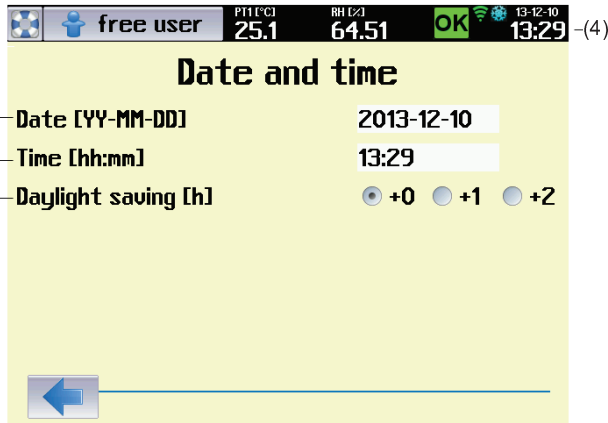 free user PT1 [°C] RH [%] 13-12-10
25.1 64.51 OK 13:29 (4)
Date and time
Date [YY-MM-DD] 2013-12-10
Time [hh:mm] 13:29
Daylight saving [h] +0 +1 +2